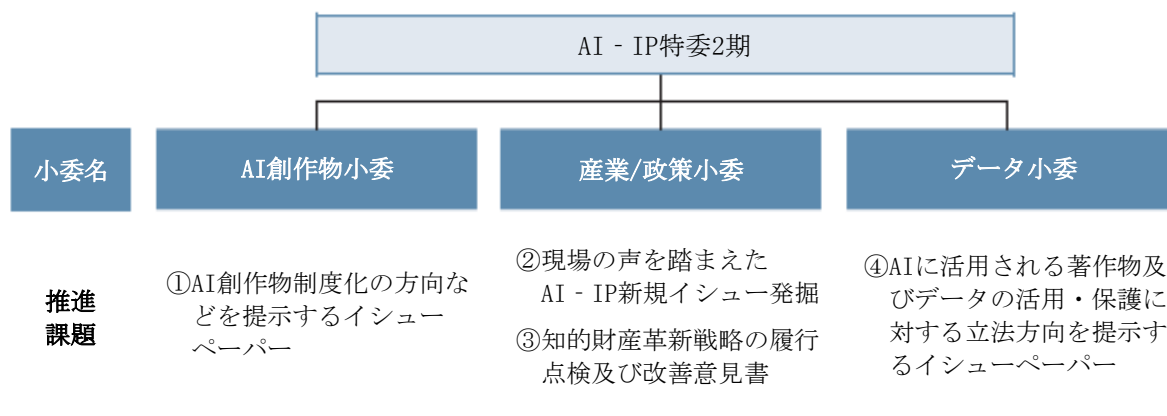 AI‐IP特委2期
小委名
AI創作物小委
産業/政策小委
データ小委
推進
課題
①AI創作物制度化の方向な
どを提示するイシュー
ペーパー
②現場の声を踏まえた
AI‐IP新規イシュー発掘
③知的財産革新戦略の履行
点検及び改善意見書
④AIに活用される著作物及
びデータの活用・保護に
対する立法方向を提示す
るイシューペーパー